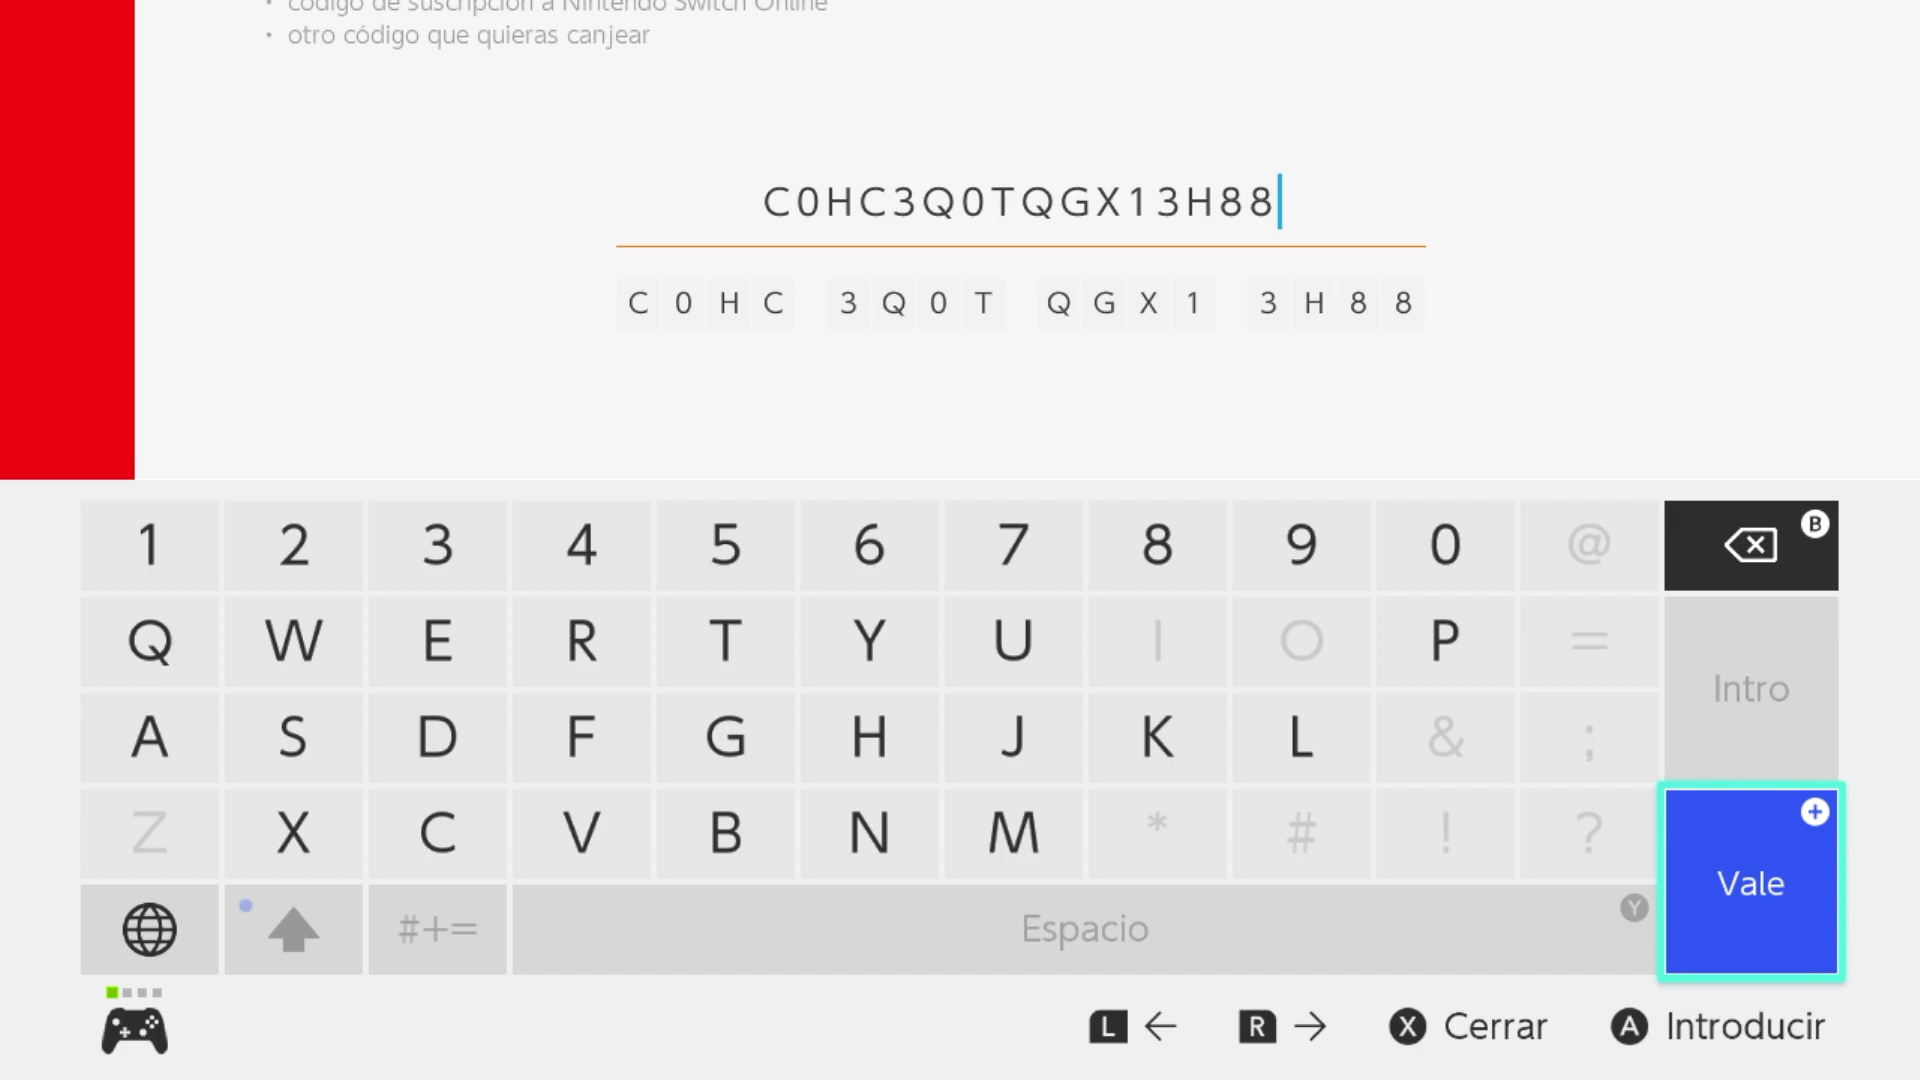 • código de suscripción a Nintendo Switch Online
• otro código que quieras canjear
C0HC3Q0TQGX13H88
C 0 H C 3 Q 0 T Q G X 1 3 H 8 8
1 2 3 4 5 6 7 8 9 0 @ B
Q W E R T Y U I O P =
Intro
A S D F G H J K L & ;
Z X C V B N M * # ! ? +
Vale
#+= Espacio Y
L ← R → X Cerrar A Introducir